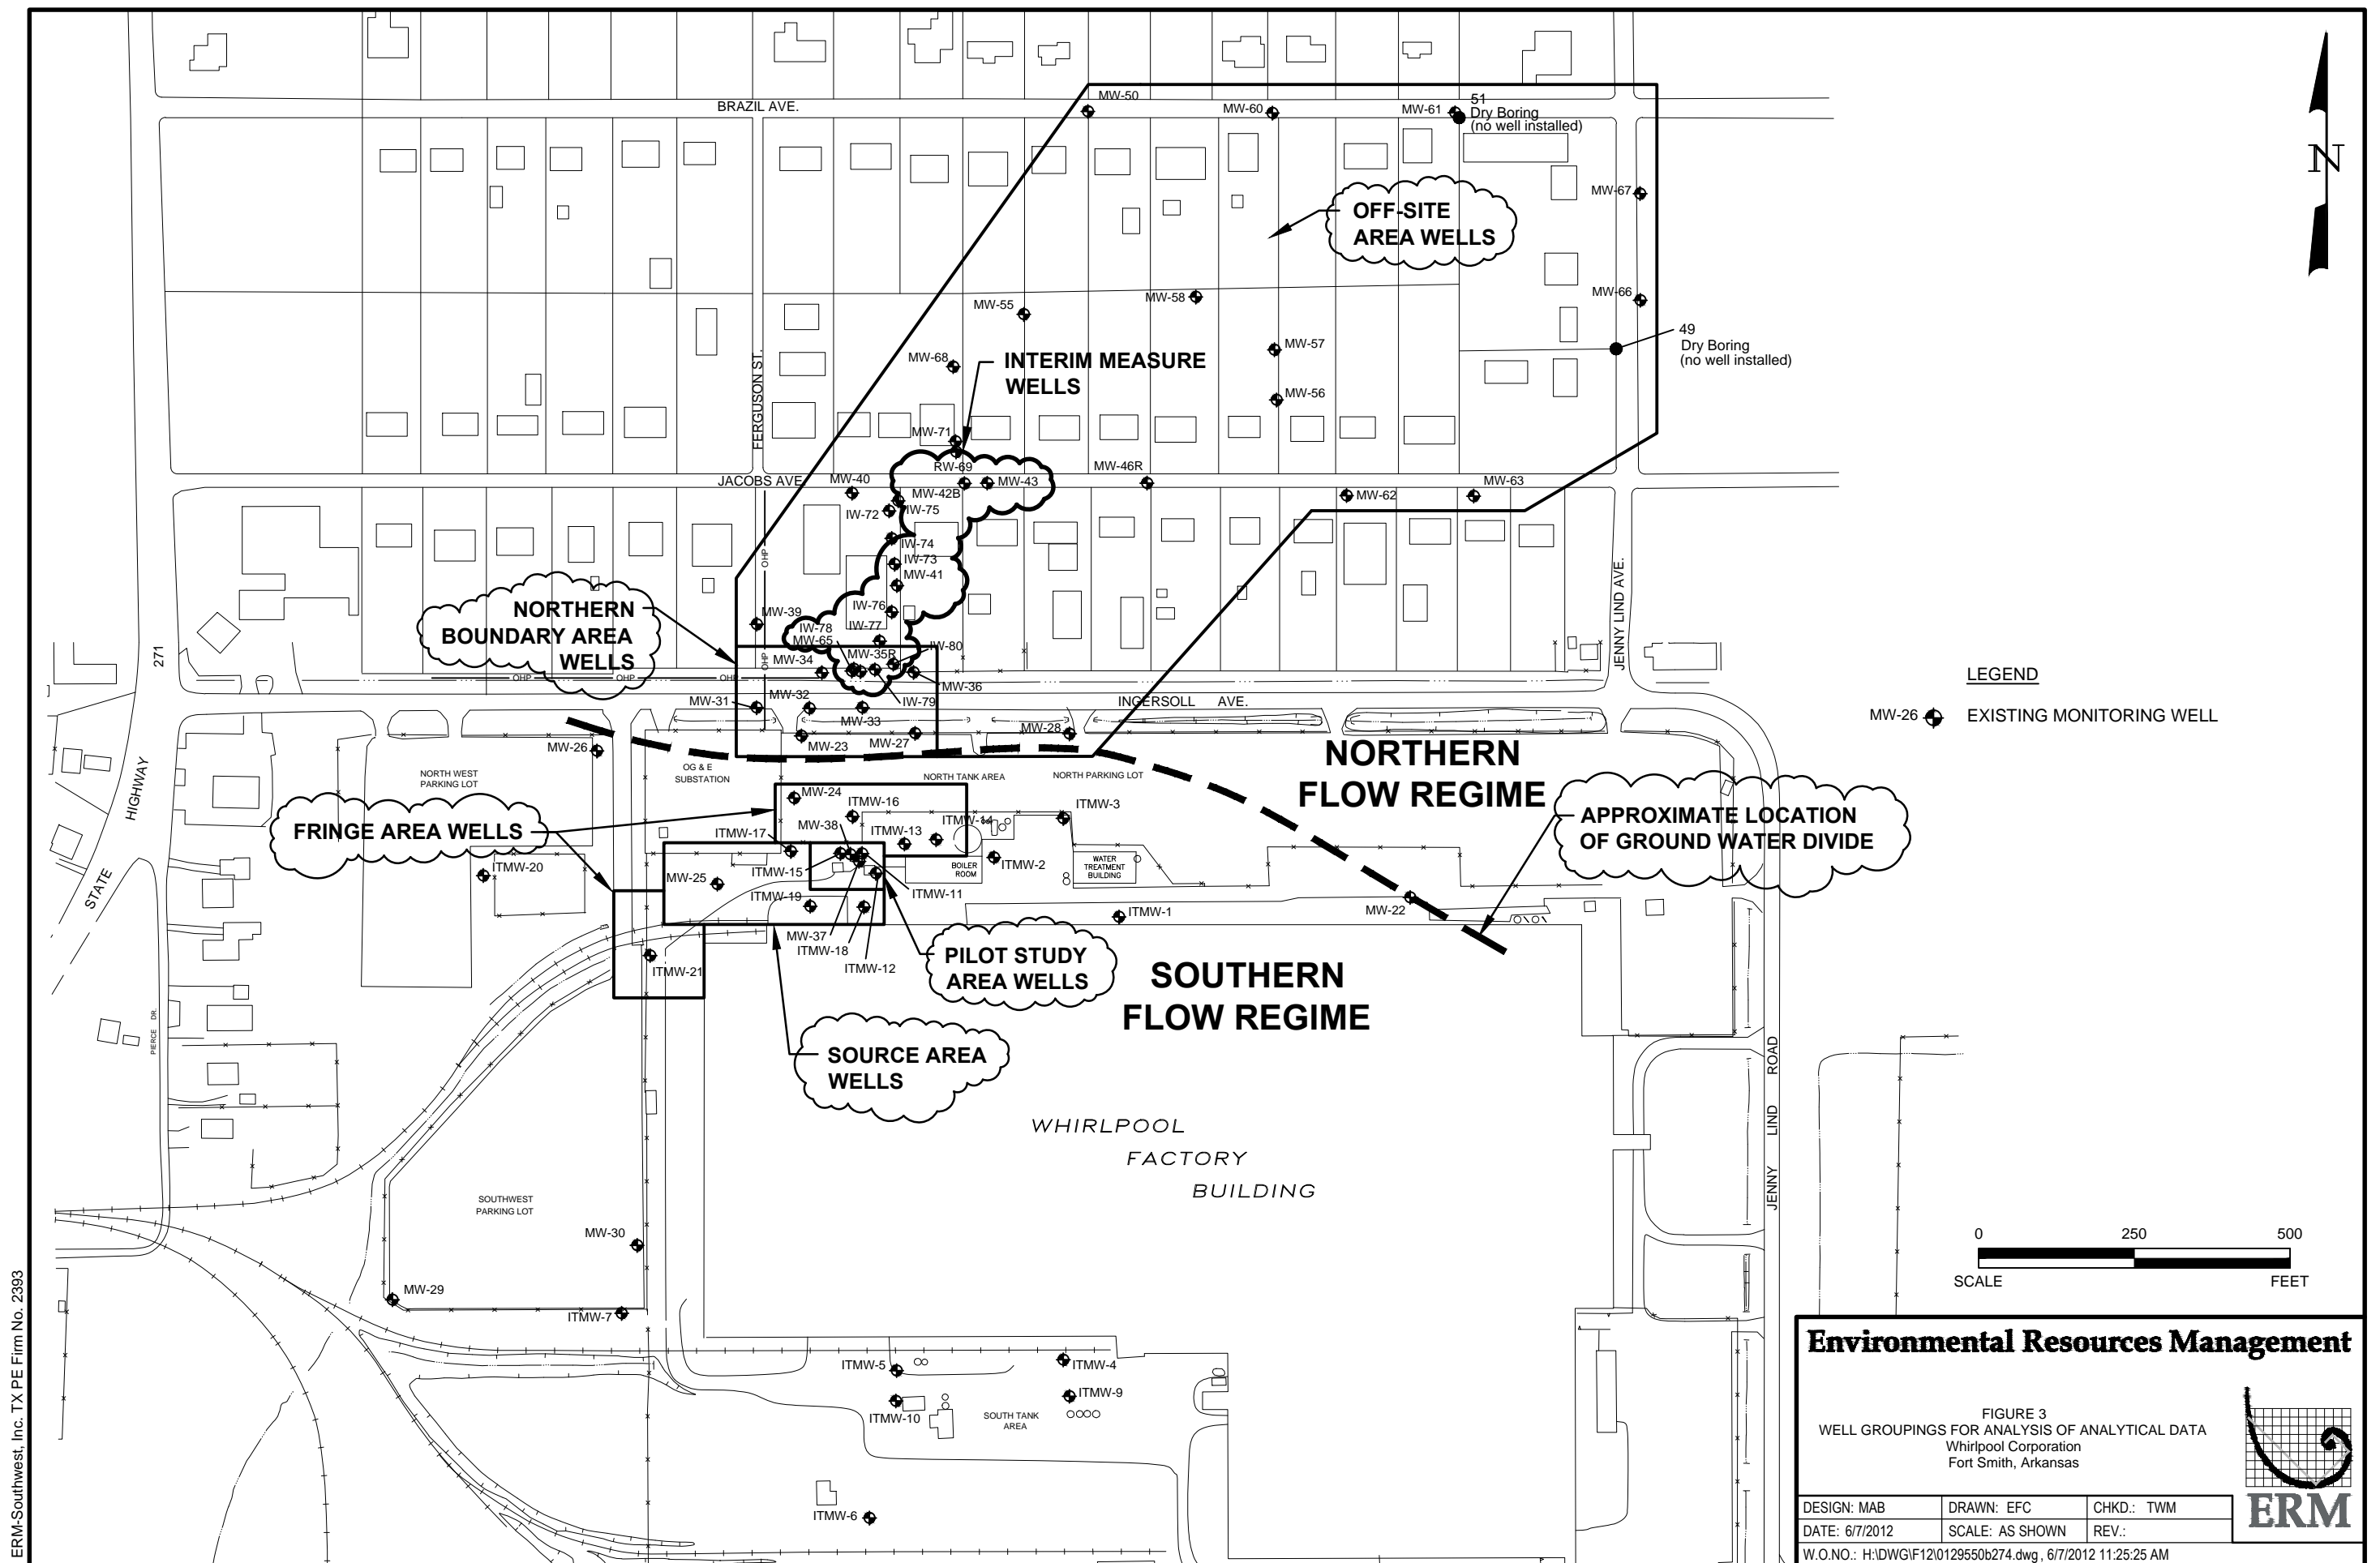 BRAZIL AVE.
MW-50
MW-60
MW-61
51
Dry Boring
(no well installed)
N
MW-67
OFF-SITE
AREA WELLS
MW-66
MW-58
MW-55
49
Dry Boring
(no well installed)
MW-57
MW-68
INTERIM MEASURE
WELLS
FERGUSON ST.
MW-56
MW-71
RW-69
MW-46R
JACOBS AVE.
MW-40
MW-42B
MW-43
MW-62
MW-63
IW-72
IW-75
IW-74
IW-73
MW-41
OHP
JENNY LIND AVE.
NORTHERN
BOUNDARY AREA
WELLS
MW-39
IW-76
IW-78
IW-77
MW-65
IW-80
MW-34
MW-35R
OHP
271
OHP
OHP
OHP
MW-36
LEGEND
MW-31
MW-32
IW-79
INGERSOLL AVE.
MW-26
EXISTING MONITORING WELL
MW-33
MW-28
MW-26
MW-23
MW-27
NORTHERN
FLOW REGIME
NORTH WEST
PARKING LOT
OG & E
SUBSTATION
NORTH TANK AREA
NORTH PARKING LOT
STATE HIGHWAY
MW-24
ITMW-16
ITMW-3
APPROXIMATE LOCATION
OF GROUND WATER DIVIDE
FRINGE AREA WELLS
ITMW-17
MW-38
ITMW-13
ITMW-14
ITMW-20
MW-25
ITMW-15
BOILER
ROOM
ITMW-2
WATER
TREATMENT
BUILDING
ITMW-19
ITMW-11
ITMW-1
MW-22
MW-37
ITMW-18
ITMW-12
PILOT STUDY
AREA WELLS
ITMW-21
SOUTHERN
FLOW REGIME
PIERCE DR.
SOURCE AREA
WELLS
WHIRLPOOL
FACTORY
BUILDING
JENNY LIND ROAD
SOUTHWEST
PARKING LOT
MW-30
0 250 500
SCALE FEET
MW-29
ITMW-7
ITMW-5
ITMW-4
ITMW-9
ITMW-10
SOUTH TANK
AREA
ITMW-6
ERM-Southwest, Inc. TX PE Firm No. 2393
Environmental Resources Management
FIGURE 3
WELL GROUPINGS FOR ANALYSIS OF ANALYTICAL DATA
Whirlpool Corporation
Fort Smith, Arkansas
ERM
DESIGN: MAB DRAWN: EFC CHKD.: TWM
DATE: 6/7/2012 SCALE: AS SHOWN REV.:
W.O.NO.: H:\DWG\F12\0129550b274.dwg, 6/7/2012 11:25:25 AM